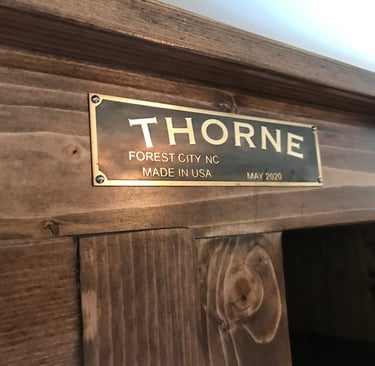 THORNE
FOREST CITY NC
MADE IN USA MAY 2020